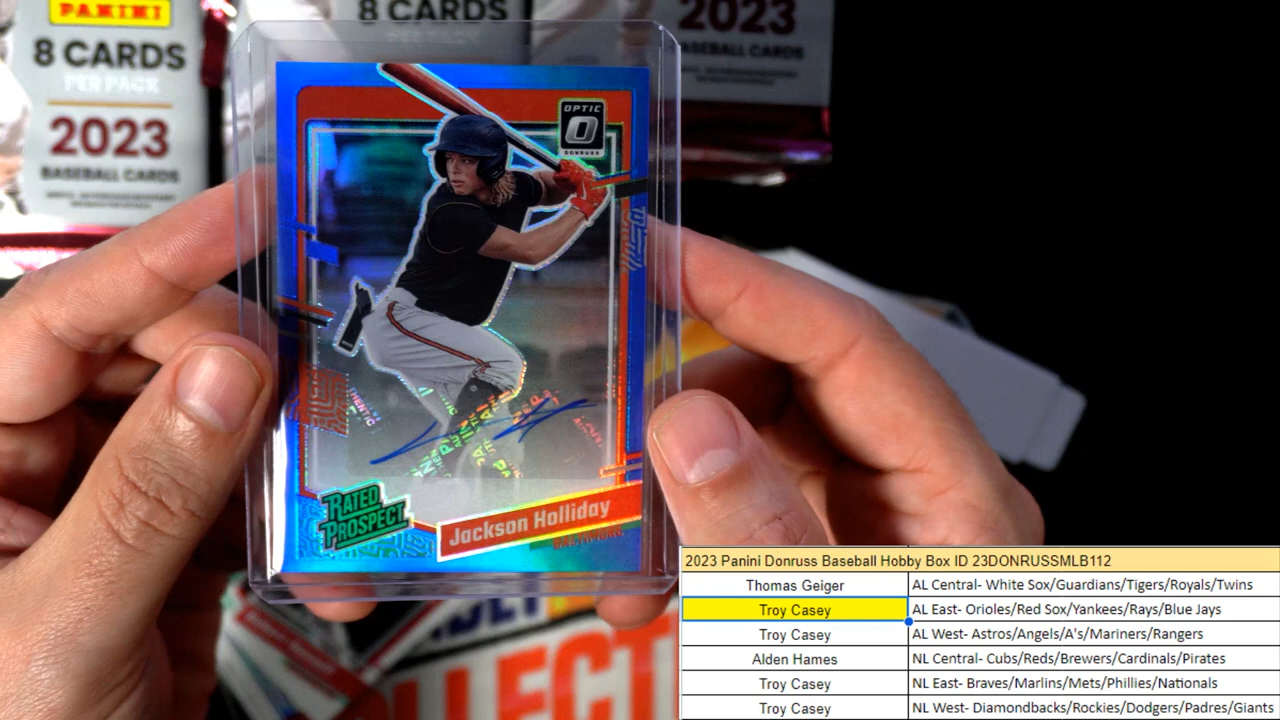 PANINI
8 CARDS
PER PACK
2023
BASEBALL CARDS
8 CARDS
2023
BASEBALL CARDS
OPTIC
DONRUSS
RATED
PROSPECT
Jackson Holliday
BALTIMORE
COLLECT
2023 Panini Donruss Baseball Hobby Box ID 23DONRUSSMLB112
Thomas Geiger AL Central- White Sox/Guardians/Tigers/Royals/Twins
Troy Casey AL East- Orioles/Red Sox/Yankees/Rays/Blue Jays
Troy Casey AL West- Astros/Angels/A's/Mariners/Rangers
Alden Hames NL Central- Cubs/Reds/Brewers/Cardinals/Pirates
Troy Casey NL East- Braves/Marlins/Mets/Phillies/Nationals
Troy Casey NL West- Diamondbacks/Rockies/Dodgers/Padres/Giants